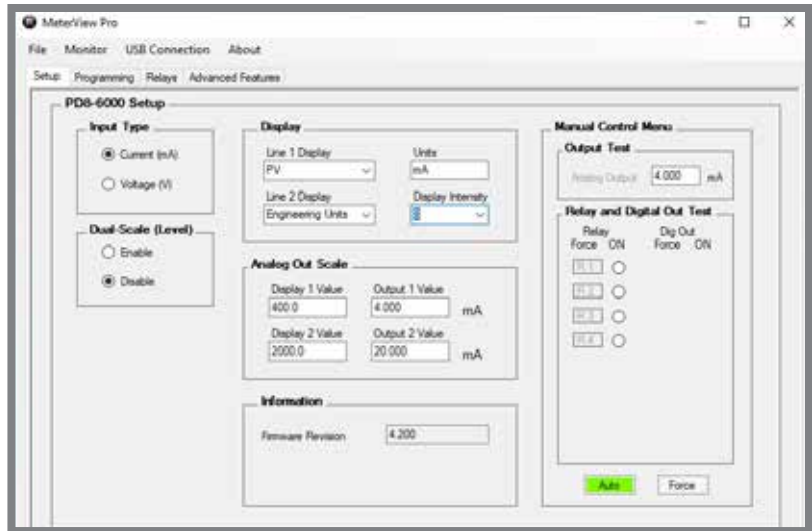 MeterView Pro
File Monitor USB Connection About
Setup Programming Relays Advanced Features
PD8-6000 Setup
Input Type
Current (mA)
Voltage (V)
Dual-Scale (Level)
Enable
Disable
Display
Line 1 Display Units
PV mA
Line 2 Display Display Intensity
Engineering Units
Analog Out Scale
Display 1 Value Output 1 Value
400.0 4.000 mA
Display 2 Value Output 2 Value
2000.0 20.000 mA
Information
Firmware Revision 4.200
Manual Control Menu
Output Test
Analog Output 4.000 mA
Relay and Digital Out Test
Relay Dig Out
Force ON Force ON
R 1
R 2
R 3
R 4
Auto Force